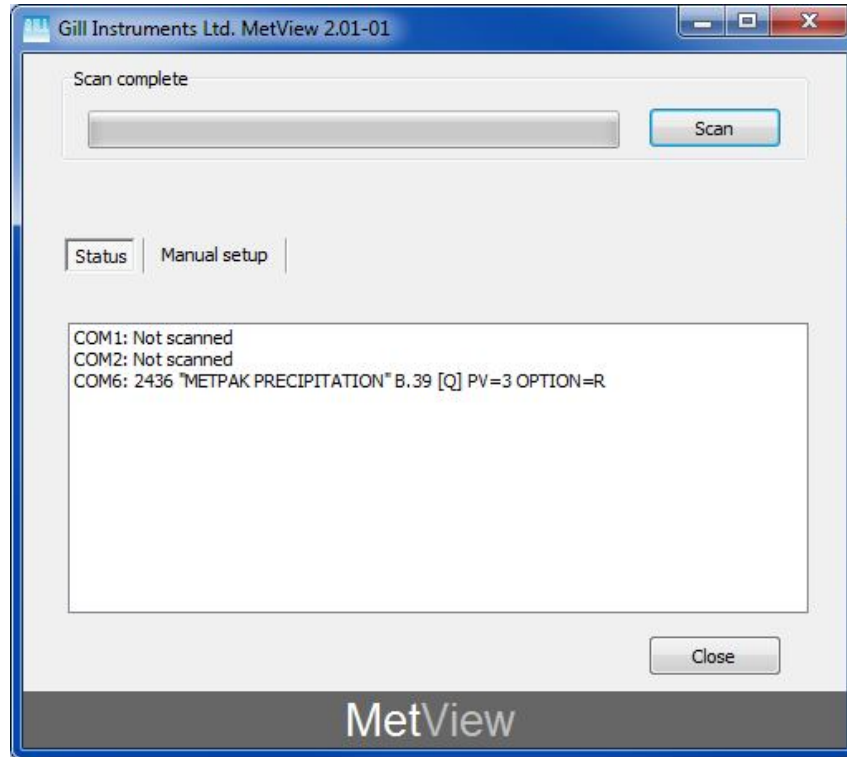 Gill Instruments Ltd. MetView 2.01-01
Scan complete
Scan
Status
Manual setup
COM1: Not scanned
COM2: Not scanned
COM6: 2436 "METPAK PRECIPITATION" B.39 [Q] PV=3 OPTION=R
Close
MetView